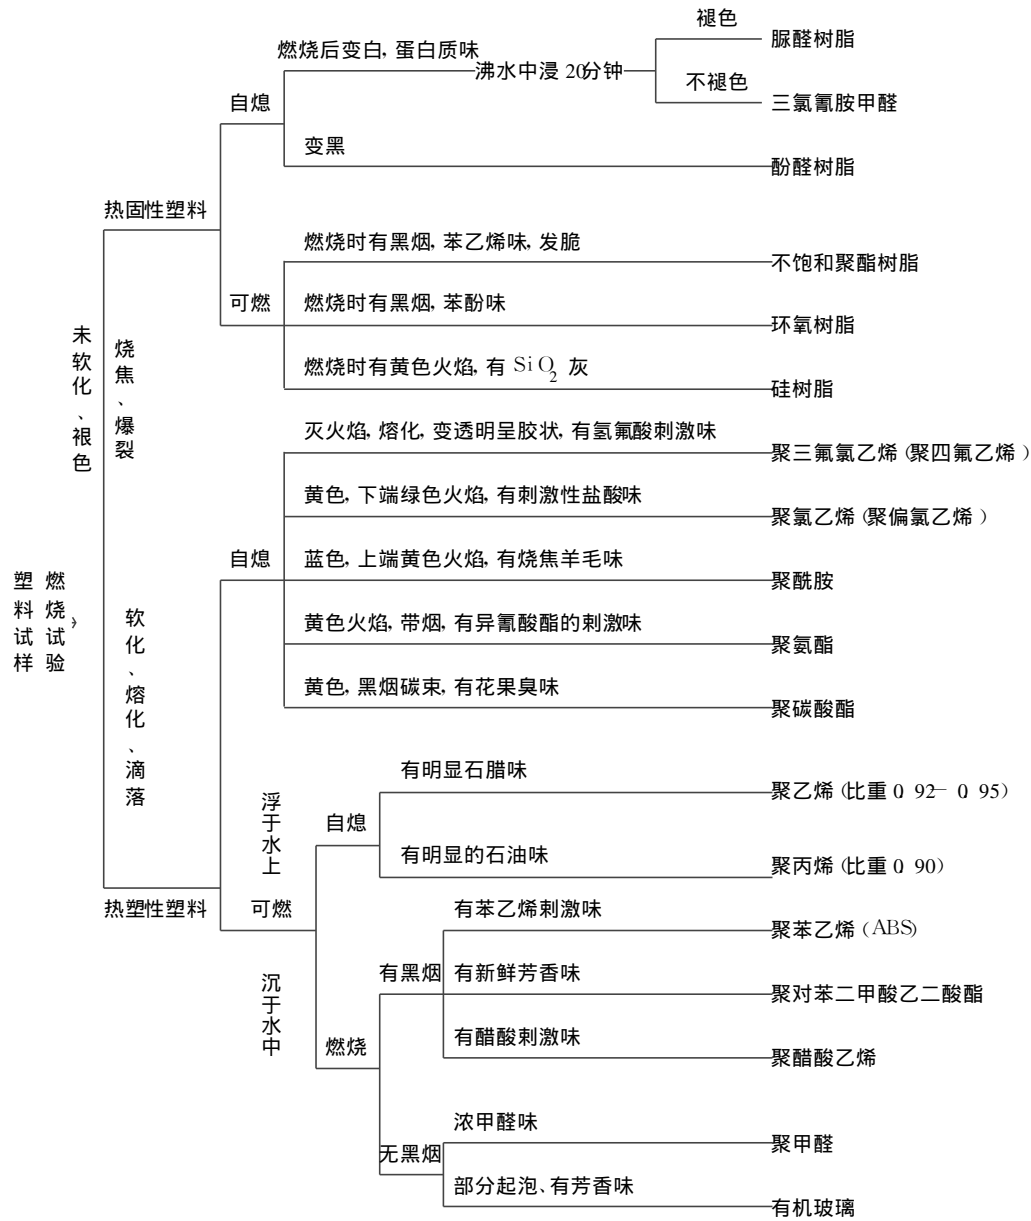 褪色
脲醛树脂
燃烧后变白, 蛋白质味
沸水中浸 20分钟
不褪色
三氯氰胺甲醛
自熄
变黑
酚醛树脂
热固性塑料
燃烧时有黑烟, 苯乙烯味, 发脆
不饱和聚酯树脂
可燃
燃烧时有黑烟, 苯酚味
环氧树脂
未软化、裉色
烧焦、爆裂
燃烧时有黄色火焰, 有 SiO2 灰
硅树脂
灭火焰, 熔化, 变透明呈胶状, 有氢氟酸刺激味
聚三氟氯乙烯 (聚四氟乙烯 )
黄色, 下端绿色火焰, 有刺激性盐酸味
聚氯乙烯 (聚偏氯乙烯 )
自熄
蓝色, 上端黄色火焰, 有烧焦羊毛味
聚酰胺
塑料试样
燃烧试验
软化、熔化、滴落
黄色火焰, 带烟, 有异氰酸酯的刺激味
聚氨酯
黄色, 黑烟碳束, 有花果臭味
聚碳酸酯
有明显石腊味
聚乙烯 (比重 0. 92— 0. 95)
浮于水上
自熄
有明显的石油味
聚丙烯 (比重 0. 90)
热塑性塑料
可燃
有苯乙烯刺激味
聚苯乙烯 (ABS)
沉于水中
有黑烟
有新鲜芳香味
聚对苯二甲酸乙二酸酯
燃烧
有醋酸刺激味
聚醋酸乙烯
浓甲醛味
聚甲醛
无黑烟
部分起泡、有芳香味
有机玻璃